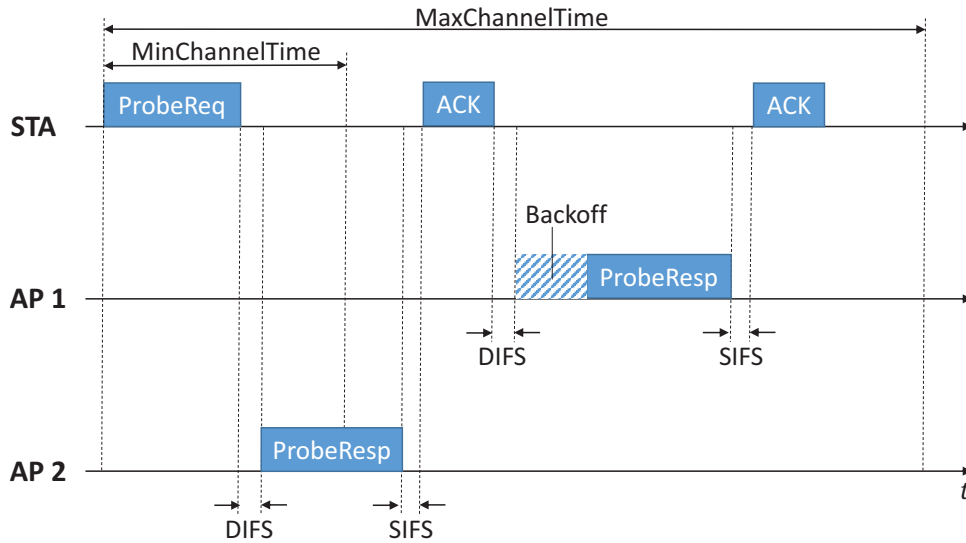 MaxChannelTime
MinChannelTime
ProbeReq
ACK
ACK
STA
Backoff
ProbeResp
AP 1
DIFS
SIFS
ProbeResp
AP 2
t
DIFS
SIFS